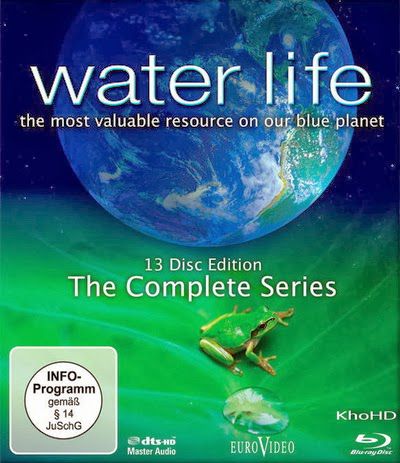 water life
the most valuable resource on our blue planet
13 Disc Edition
The Complete Series
INFO-
Programm
gemäß
§ 14
JuSchG
dts-HD
Master Audio
EUROVIDEO
KhoHD
Blu-ray Disc